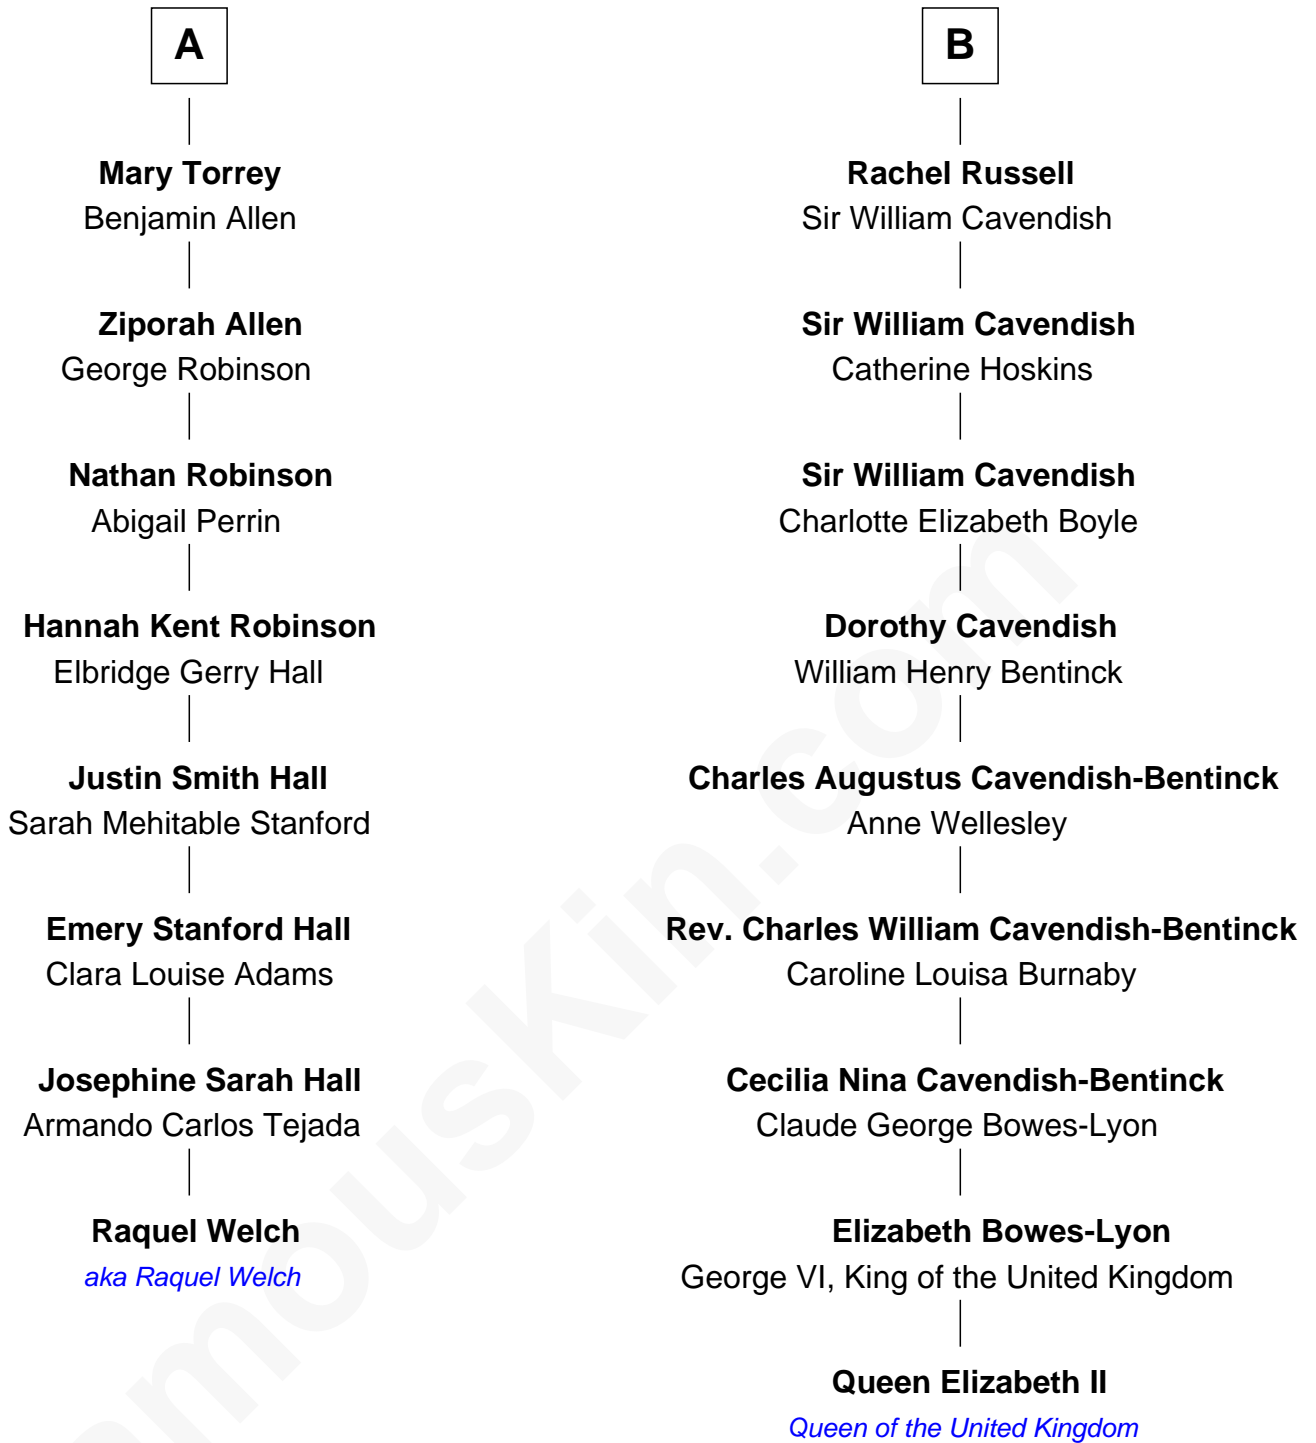 A
Mary Torrey
Benjamin Allen
Ziporah Allen
George Robinson
Nathan Robinson
Abigail Perrin
Hannah Kent Robinson
Elbridge Gerry Hall
Justin Smith Hall
Sarah Mehitable Stanford
Emery Stanford Hall
Clara Louise Adams
Josephine Sarah Hall
Armando Carlos Tejada
Raquel Welch
aka Raquel Welch
B
Rachel Russell
Sir William Cavendish
Sir William Cavendish
Catherine Hoskins
Sir William Cavendish
Charlotte Elizabeth Boyle
Dorothy Cavendish
William Henry Bentinck
Charles Augustus Cavendish-Bentinck
Anne Wellesley
Rev. Charles William Cavendish-Bentinck
Caroline Louisa Burnaby
Cecilia Nina Cavendish-Bentinck
Claude George Bowes-Lyon
Elizabeth Bowes-Lyon
George VI, King of the United Kingdom
Queen Elizabeth II
Queen of the United Kingdom
amousKin.com